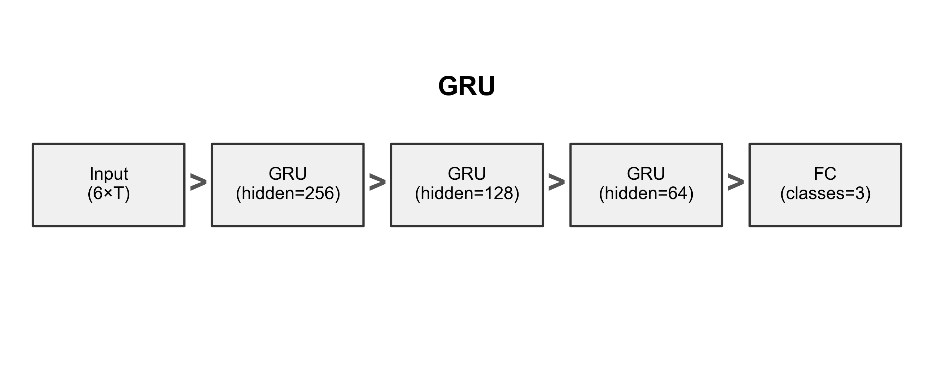 GRU
Input
(6×T)
>
GRU
(hidden=256)
>
GRU
(hidden=128)
>
GRU
(hidden=64)
>
FC
(classes=3)